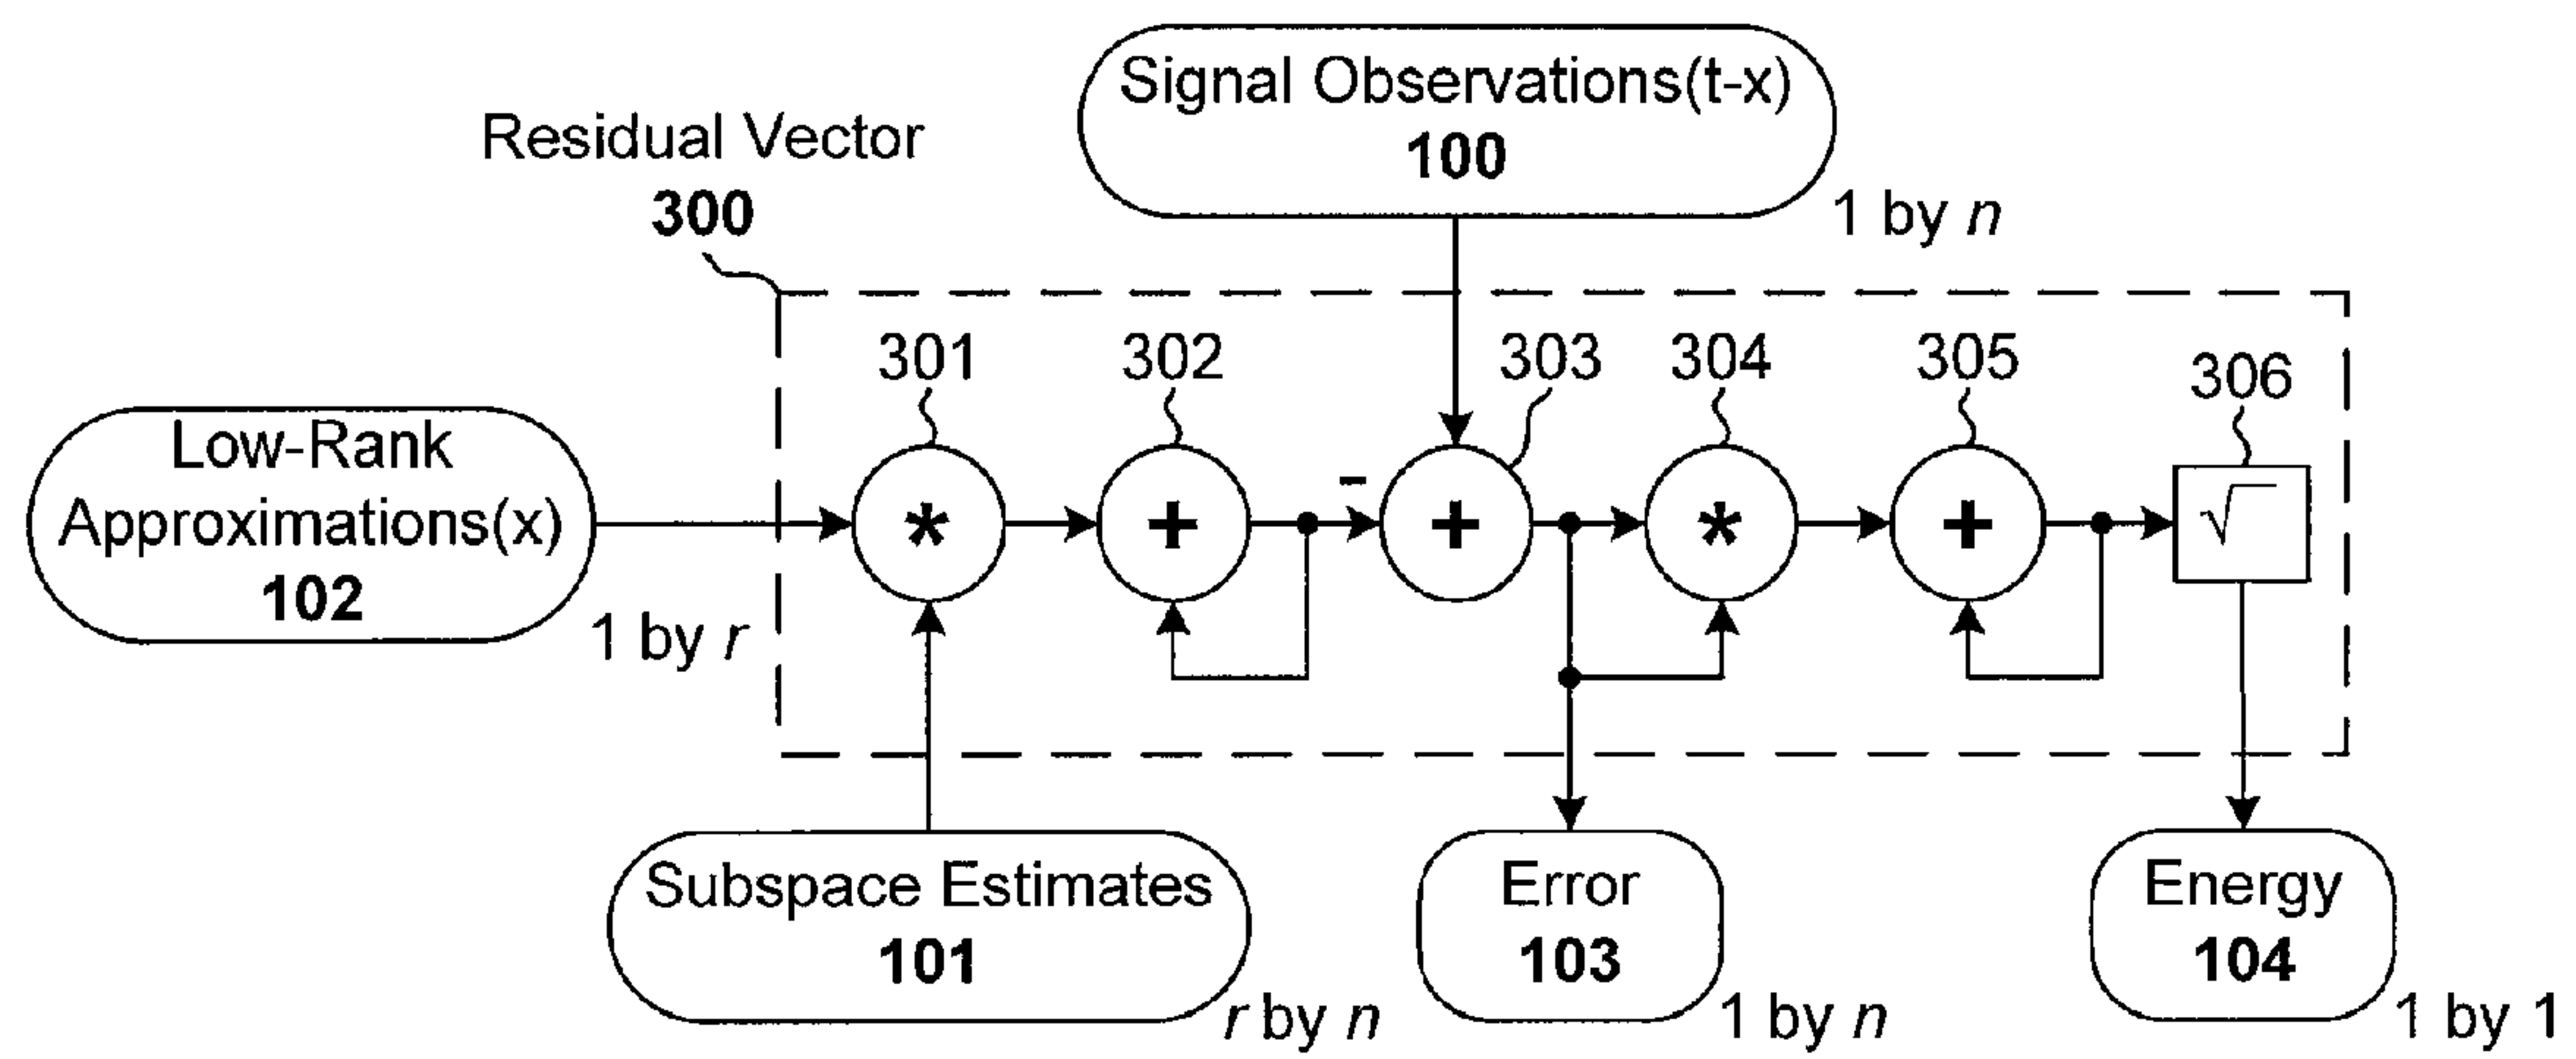 Signal Observations(t-x)
100
1 by n
Residual Vector
300
301
302
303
304
305
306
Low-Rank
Approximations(x)
102
1 by r
*
+
-
+
*
+
√
Subspace Estimates
101
r by n
Error
103
1 by n
Energy
104
1 by 1